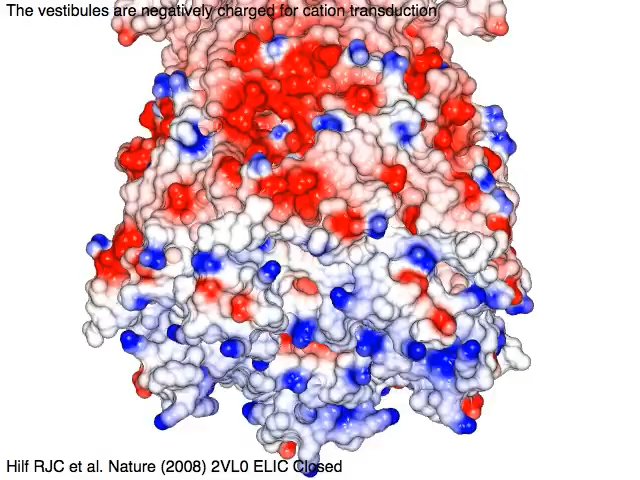 The vestibules are negatively charged for cation transduction
Hilf RJC et al. Nature (2008) 2VL0 ELIC Closed